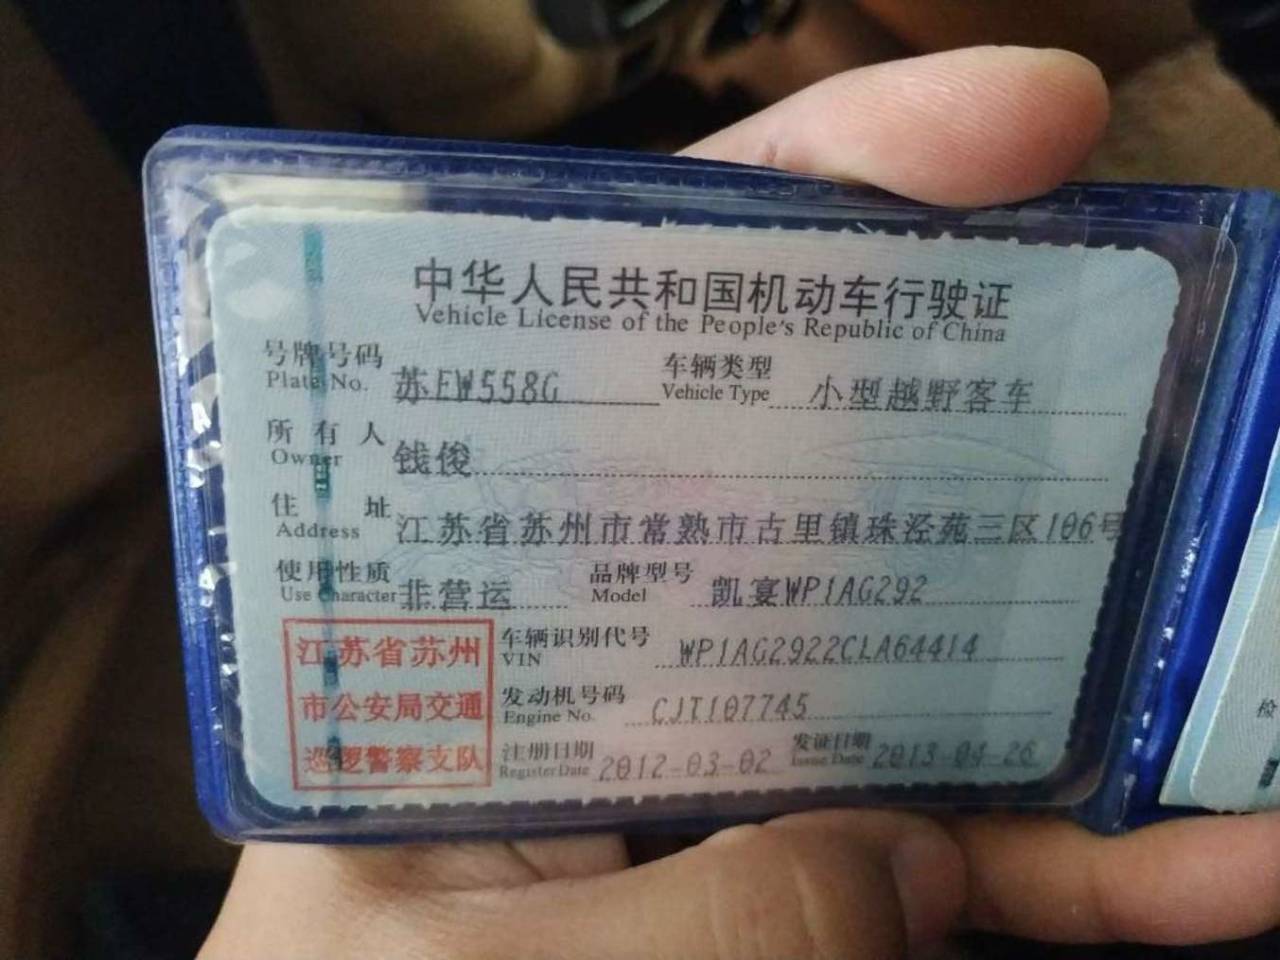 中华人民共和国机动车行驶证
Vehicle License of the People's Republic of China
号牌号码 苏EW558G 车辆类型 小型越野客车
Plate No. Vehicle Type
所有人 钱俊
Owner
住址 江苏省苏州市常熟市古里镇珠泾苑三区106号
Address
使用性质 非营运 品牌型号 凯宴WP1AG292
Use Character Model
江苏省苏州
市公安局交通
巡逻警察支队
车辆识别代号 WP1AG2922CLA64414
VIN
发动机号码 CJT107745
Engine No.
注册日期 2012-03-02 发证日期 2013-04-26
Register Date Issue Date
检